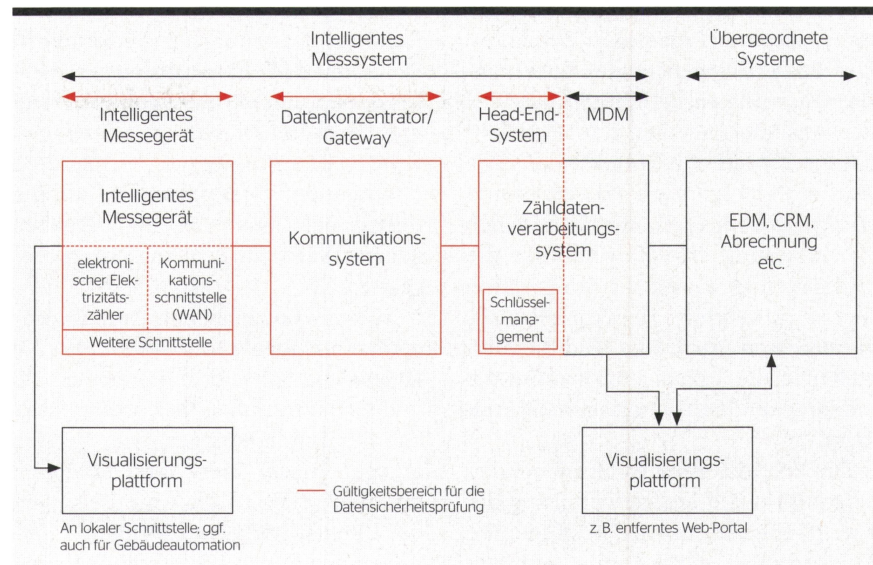 Intelligentes
Messsystem
Übergeordnete
Systeme
Intelligentes
Messegerät
Datenkonzentrator/
Gateway
Head-End-
System
MDM
Intelligentes
Messegerät
elektroni-
scher Elek-
trizitäts-
zähler
Kommuni-
kations-
schnittstelle
(WAN)
Weitere Schnittstelle
Kommunikations-
system
Zähldaten-
verarbeitungs-
system
Schlüssel-
mana-
gement
EDM, CRM,
Abrechnung
etc.
Visualisierungs-
plattform
An lokaler Schnittstelle; ggf.
auch für Gebäudeautomation
Gültigkeitsbereich für die
Datensicherheitsprüfung
Visualisierungs-
plattform
z. B. entferntes Web-Portal